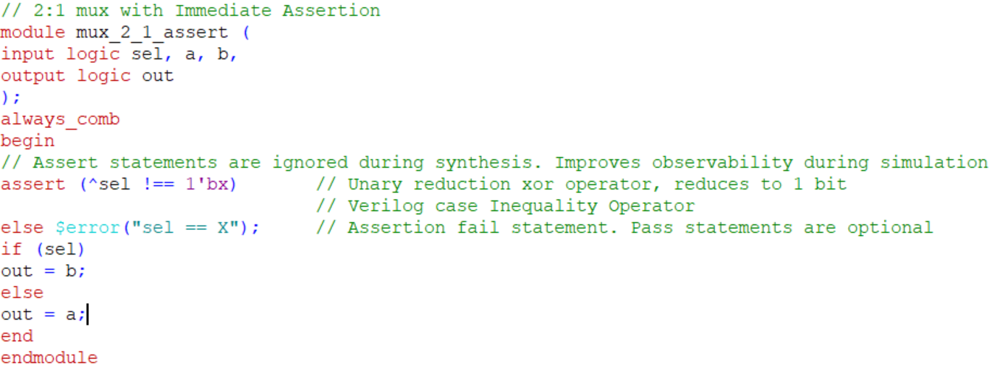 // 2:1 mux with Immediate Assertion
module mux_2_1_assert (
input logic sel, a, b,
output logic out
);
always_comb
begin
// Assert statements are ignored during synthesis. Improves observability during simulation
assert (^sel !== 1'bx) // Unary reduction xor operator, reduces to 1 bit
// Verilog case Inequality Operator
else $error("sel == X"); // Assertion fail statement. Pass statements are optional
if (sel)
out = b;
else
out = a;
end
endmodule